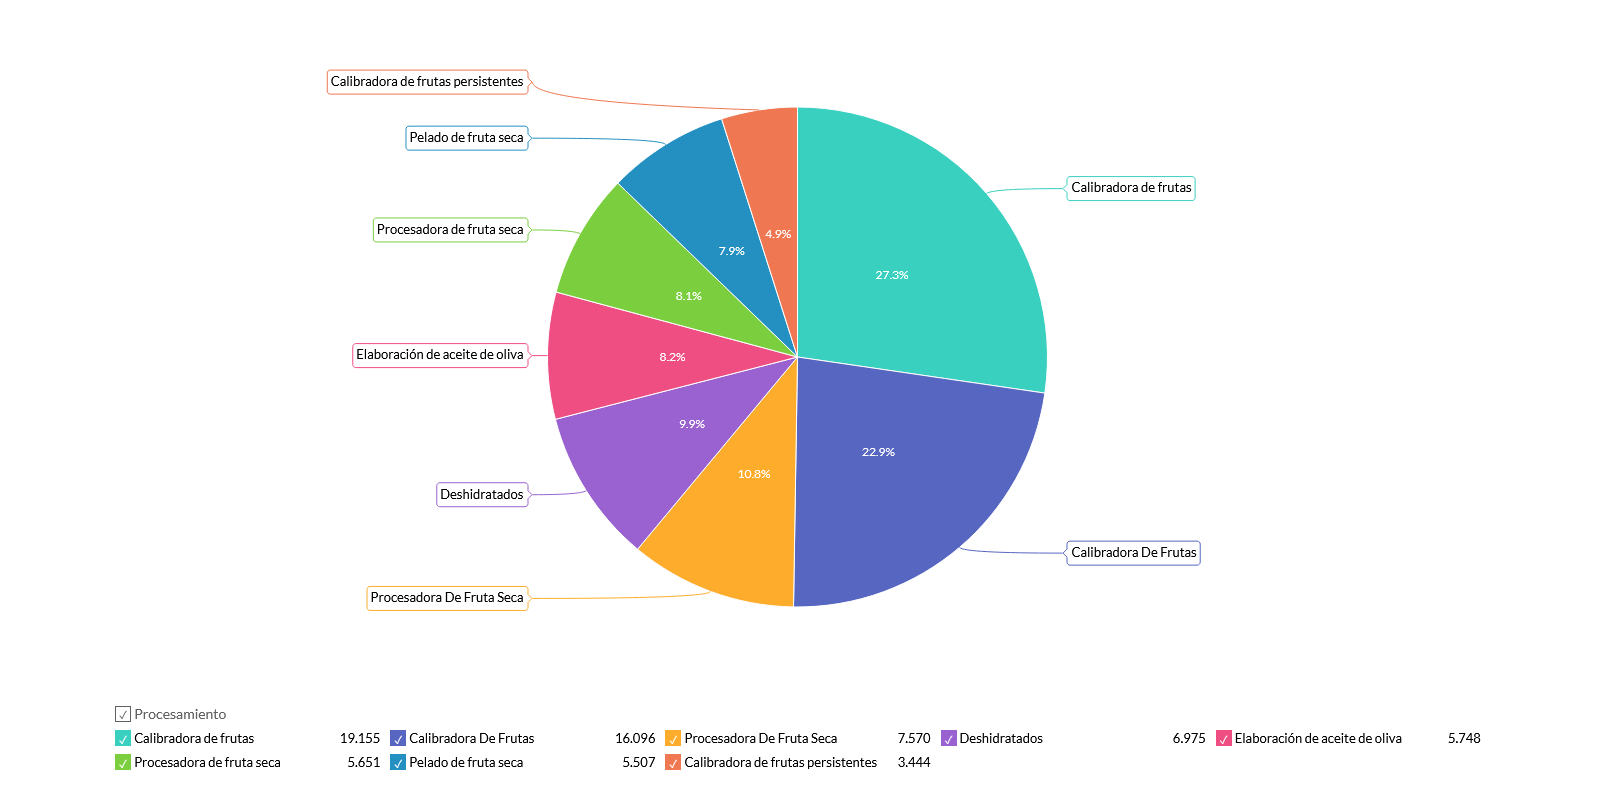 Calibradora de frutas persistentes
Pelado de fruta seca
Calibradora de frutas
Procesadora de fruta seca
4.9%
7.9%
27.3%
8.1%
Elaboración de aceite de oliva
8.2%
9.9%
22.9%
10.8%
Deshidratados
Calibradora De Frutas
Procesadora De Fruta Seca
Procesamiento
Calibradora de frutas 19.155 Calibradora De Frutas 16.096 Procesadora De Fruta Seca 7.570 Deshidratados 6.975 Elaboración de aceite de oliva 5.748
Procesadora de fruta seca 5.651 Pelado de fruta seca 5.507 Calibradora de frutas persistentes 3.444